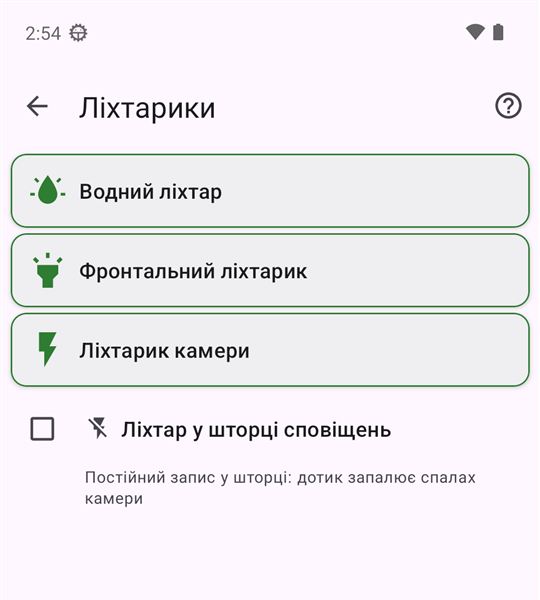 2:54
Ліхтарики
Водний ліхтар
Фронтальний ліхтарик
Ліхтарик камери
Ліхтар у шторці сповіщень
Постійний запис у шторці: дотик запалює спалах
камери